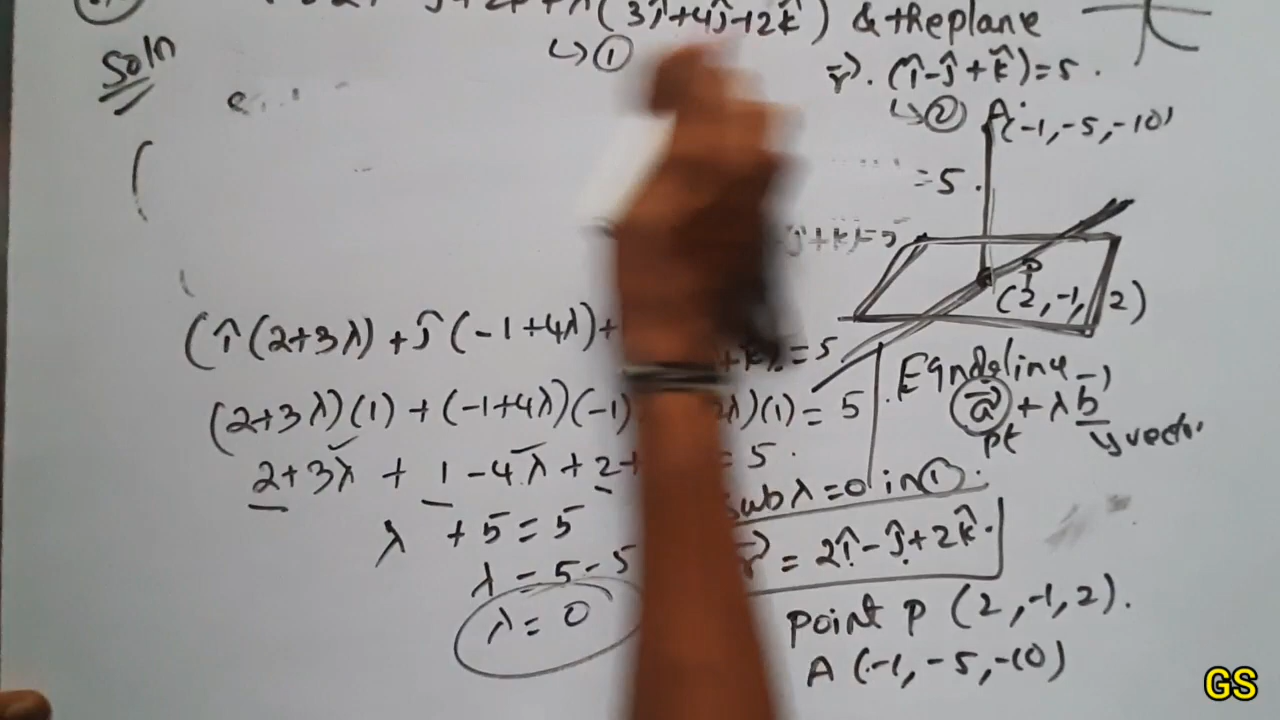 (3î+4ĵ+2k̂) & the plane
Soln
↳①
r⃗. (î-ĵ+k̂)=5.
↳②
A(-1,-5,-10)
=5.
ĵ+k̂)=5
(2,-1,2)
(î(2+3λ)+ĵ(-1+4λ)+
=5.
Eqn of line
a⃗ + λb⃗
pt
(2+3λ)(1)+(-1+4λ)(-1)
λ)(1)=5
2+3λ + 1-4λ+2+
=5.
sub λ=0 in ①.
λ +5=5
r⃗ = 2î-ĵ+2k̂.
λ=5-5
λ=0
point P (2,-1,2).
A (-1,-5,-10)
GS